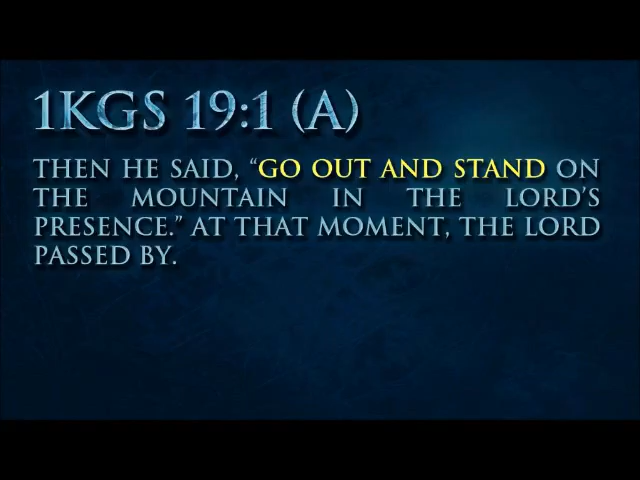 1KGS 19:1 (A)
THEN HE SAID, “GO OUT AND STAND ON
THE MOUNTAIN IN THE LORD’S
PRESENCE.” AT THAT MOMENT, THE LORD
PASSED BY.